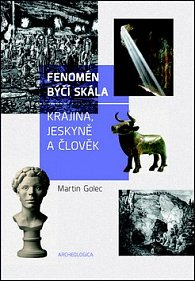 FENOMÉN
BÝČÍ SKÁLA
KRAJINA,
JESKYNĚ
A ČLOVĚK
Martin Golec
ARCHEOLOGICA